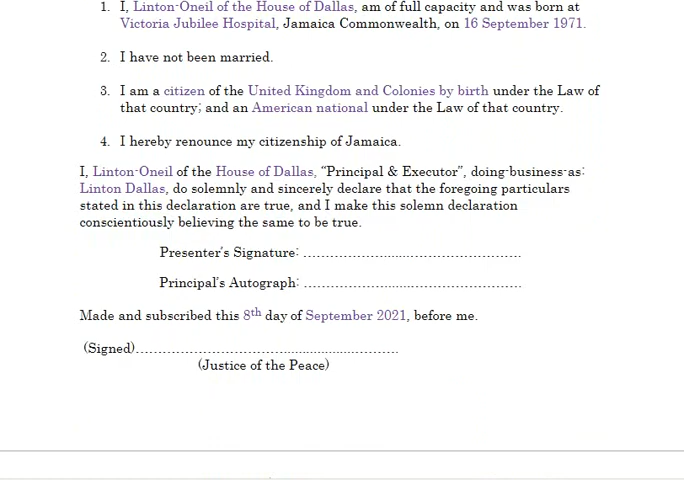 1. I, Linton-Oneil of the House of Dallas, am of full capacity and was born at
Victoria Jubilee Hospital, Jamaica Commonwealth, on 16 September 1971.
2. I have not been married.
3. I am a citizen of the United Kingdom and Colonies by birth under the Law of
that country; and an American national under the Law of that country.
4. I hereby renounce my citizenship of Jamaica.
I, Linton-Oneil of the House of Dallas, "Principal & Executor", doing-business-as:
Linton Dallas, do solemnly and sincerely declare that the foregoing particulars
stated in this declaration are true, and I make this solemn declaration
conscientiously believing the same to be true.
Presenter's Signature: ....................................................
Principal's Autograph: ....................................................
Made and subscribed this 8th day of September 2021, before me.
(Signed)...............................................................
(Justice of the Peace)